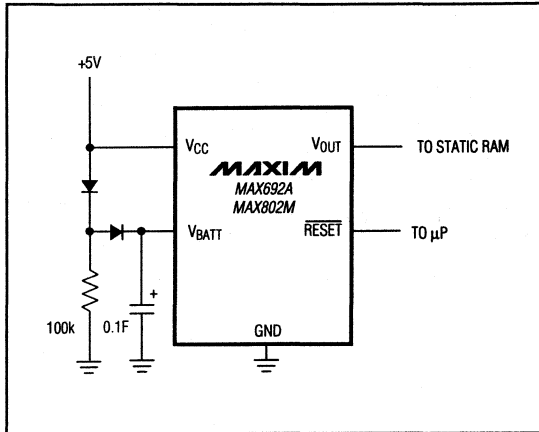 +5V
VCC
VOUT
TO STATIC RAM
MAXIM
MAX692A
MAX802M
VBATT
RESET
TO μP
+
100k
0.1F
GND